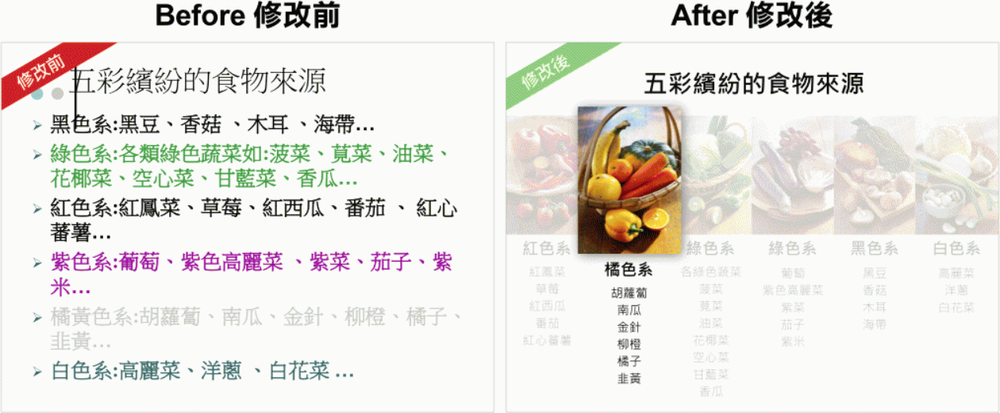 Before 修改前
修改前
五彩繽紛的食物來源
黑色系:黑豆、香菇 、木耳 、海帶...
綠色系:各類綠色蔬菜如:菠菜、莧菜、油菜、
花椰菜、空心菜、甘藍菜、香瓜...
紅色系:紅鳳菜、草莓、紅西瓜、番茄 、 紅心
蕃薯...
紫色系:葡萄、紫色高麗菜 、紫菜、茄子、紫
米...
橘黃色系:胡蘿蔔、南瓜、金針、柳橙、橘子、
韭黃...
白色系:高麗菜、洋蔥 、白花菜 ...
After 修改後
修改後
五彩繽紛的食物來源
紅色系
紅鳳菜
草莓
紅西瓜
番茄
紅心蕃薯
橘色系
胡蘿蔔
南瓜
金針
柳橙
橘子
韭黃
綠色系
各綠色蔬菜
菠菜
莧菜
油菜
花椰菜
空心菜
甘藍菜
香瓜
綠色系
葡萄
紫色高麗菜
紫菜
茄子
紫米
黑色系
黑豆
香菇
木耳
海帶
白色系
高麗菜
洋蔥
白花菜